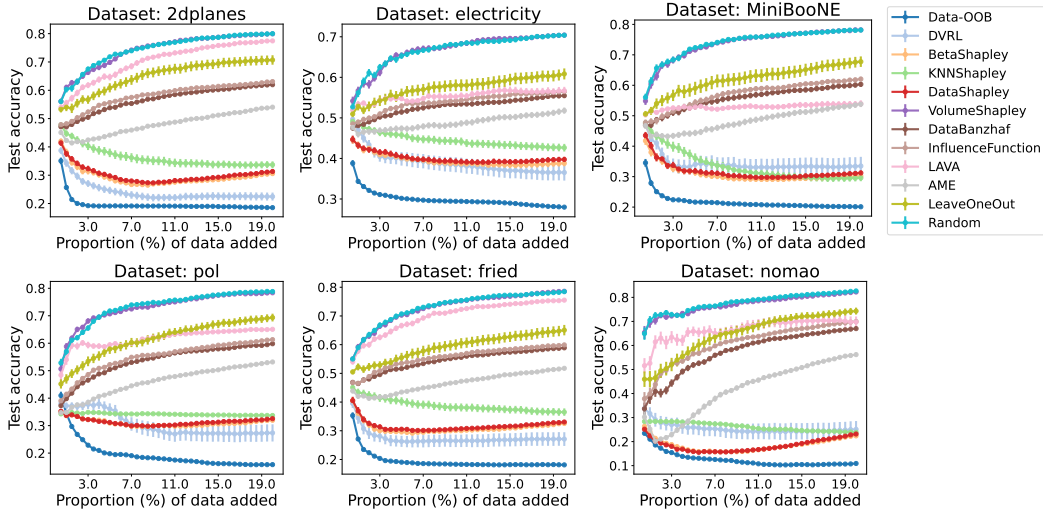 Dataset: 2dplanes
Test accuracy
0.8
0.7
0.6
0.5
0.4
0.3
0.2
3.0 7.0 11.0 15.0 19.0
Proportion (%) of data added
Dataset: electricity
Test accuracy
0.7
0.6
0.5
0.4
0.3
3.0 7.0 11.0 15.0 19.0
Proportion (%) of data added
Dataset: MiniBooNE
Test accuracy
0.8
0.7
0.6
0.5
0.4
0.3
0.2
3.0 7.0 11.0 15.0 19.0
Proportion (%) of data added
Data-OOB
DVRL
BetaShapley
KNNShapley
DataShapley
VolumeShapley
DataBanzhaf
InfluenceFunction
LAVA
AME
LeaveOneOut
Random
Dataset: pol
Test accuracy
0.8
0.7
0.6
0.5
0.4
0.3
0.2
3.0 7.0 11.0 15.0 19.0
Proportion (%) of data added
Dataset: fried
Test accuracy
0.8
0.7
0.6
0.5
0.4
0.3
0.2
3.0 7.0 11.0 15.0 19.0
Proportion (%) of data added
Dataset: nomao
Test accuracy
0.8
0.7
0.6
0.5
0.4
0.3
0.2
0.1
3.0 7.0 11.0 15.0 19.0
Proportion (%) of data added